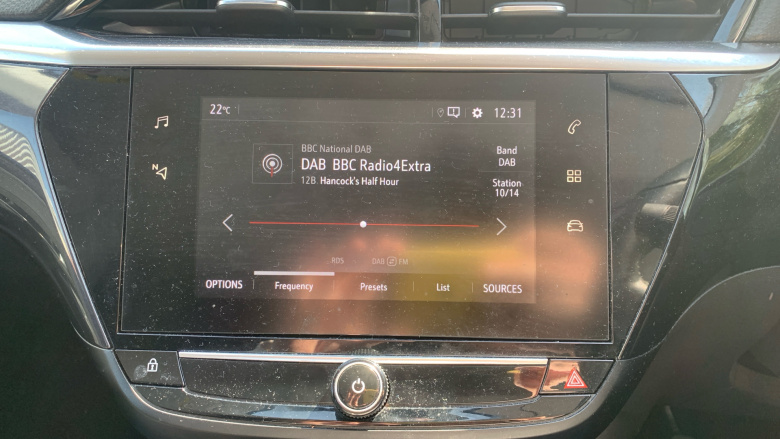 22°C
12:31
BBC National DAB
DAB BBC Radio4Extra
12B Hancock's Half Hour
Band
DAB
Station
10/14
N
RDS DAB FM
OPTIONS Frequency Presets List SOURCES